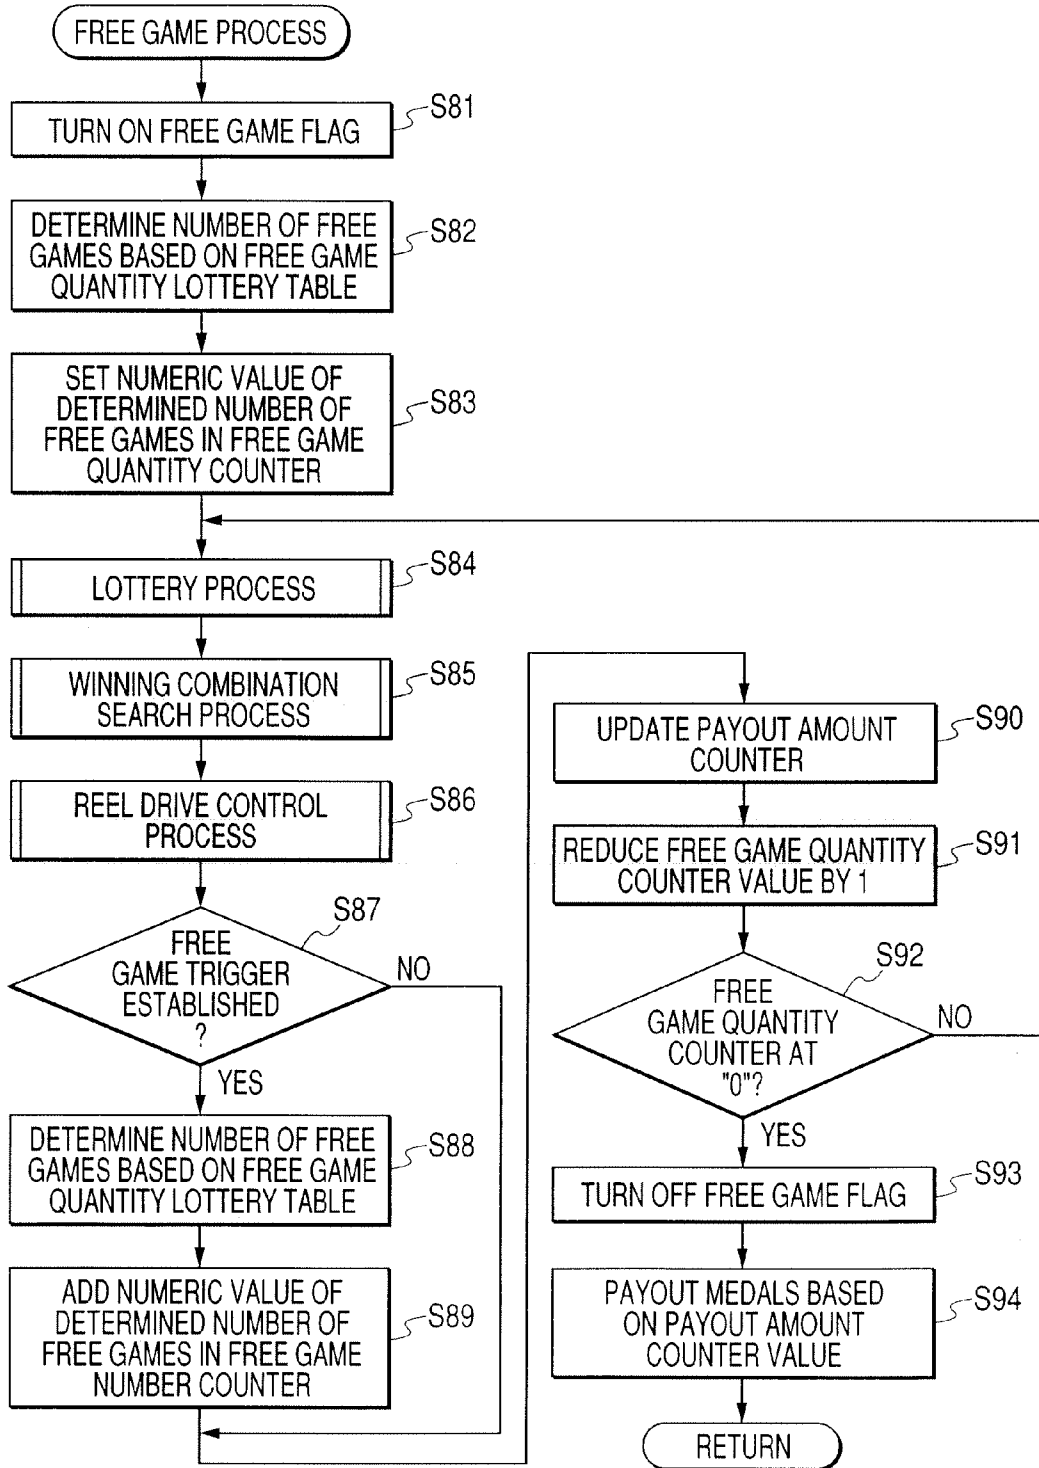 FREE GAME PROCESS
S81
TURN ON FREE GAME FLAG
S82
DETERMINE NUMBER OF FREE
GAMES BASED ON FREE GAME
QUANTITY LOTTERY TABLE
S83
SET NUMERIC VALUE OF
DETERMINED NUMBER OF
FREE GAMES IN FREE GAME
QUANTITY COUNTER
S84
LOTTERY PROCESS
S85
WINNING COMBINATION
SEARCH PROCESS
S86
REEL DRIVE CONTROL
PROCESS
S87
FREE
GAME TRIGGER
ESTABLISHED
?
NO
YES
S88
DETERMINE NUMBER OF FREE
GAMES BASED ON FREE GAME
QUANTITY LOTTERY TABLE
S89
ADD NUMERIC VALUE OF
DETERMINED NUMBER OF
FREE GAMES IN FREE GAME
NUMBER COUNTER
S90
UPDATE PAYOUT AMOUNT
COUNTER
S91
REDUCE FREE GAME QUANTITY
COUNTER VALUE BY 1
S92
FREE
GAME QUANTITY
COUNTER AT
"0"?
NO
YES
S93
TURN OFF FREE GAME FLAG
S94
PAYOUT MEDALS BASED
ON PAYOUT AMOUNT
COUNTER VALUE
RETURN